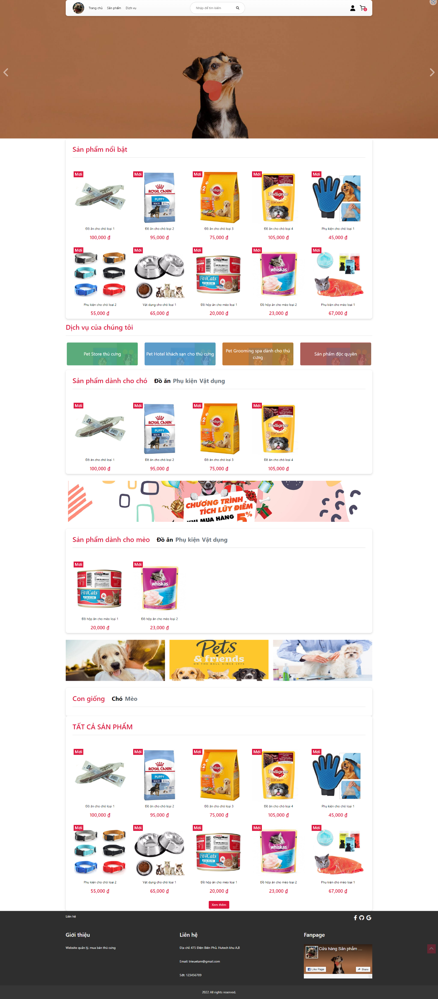 Trang chủ Sản phẩm Dịch vụ
Nhập để tìm kiếm
0
Sản phẩm nổi bật
Mới Mới Mới Mới Mới
ROYAL CANIN
PUPPY
MAXI
Pedigree
Pedigree
Đồ ăn cho chó loại 1
100,000 ₫
Đồ ăn cho chó loại 2
95,000 ₫
Đồ ăn cho chó loại 3
75,000 ₫
Đồ ăn cho chó loại 4
105,000 ₫
Phụ kiện cho chó loại 1
45,000 ₫
Mới Mới Mới Mới Mới
CattyMan
Fit4Cats
whiskas
Phụ kiện cho chó loại 2
55,000 ₫
Vật dụng cho chó loại 1
65,000 ₫
Đồ hộp ăn cho mèo loại 1
20,000 ₫
Đồ hộp ăn cho mèo loại 2
23,000 ₫
Phụ kiện cho mèo loại 1
67,000 ₫
Dịch vụ của chúng tôi
Pet Store thú cưng
Pet Hotel khách sạn cho thú cưng
Pet Grooming spa dành cho thú
cưng
Sản phẩm độc quyền
Sản phẩm dành cho chó Đồ ăn Phụ kiện Vật dụng
Mới Mới Mới Mới
ROYAL CANIN
PUPPY
MAXI
Pedigree
Pedigree
Đồ ăn cho chó loại 1
100,000 ₫
Đồ ăn cho chó loại 2
95,000 ₫
Đồ ăn cho chó loại 3
75,000 ₫
Đồ ăn cho chó loại 4
105,000 ₫
CHƯƠNG TRÌNH
TÍCH LŨY ĐIỂM
KHI MUA HÀNG 5%
Sản phẩm dành cho mèo Đồ ăn Phụ kiện Vật dụng
Mới Mới
CattyMan
Fit4Cats
whiskas
Đồ hộp ăn cho mèo loại 1
20,000 ₫
Đồ hộp ăn cho mèo loại 2
23,000 ₫
Pets
& friends
ON THE BALL SINCE 1974
Con giống Chó Mèo
TẤT CẢ SẢN PHẨM
Mới Mới Mới Mới Mới
ROYAL CANIN
PUPPY
MAXI
Pedigree
Pedigree
Đồ ăn cho chó loại 1
100,000 ₫
Đồ ăn cho chó loại 2
95,000 ₫
Đồ ăn cho chó loại 3
75,000 ₫
Đồ ăn cho chó loại 4
105,000 ₫
Phụ kiện cho chó loại 1
45,000 ₫
Mới Mới Mới Mới Mới
CattyMan
Fit4Cats
whiskas
Phụ kiện cho chó loại 2
55,000 ₫
Vật dụng cho chó loại 1
65,000 ₫
Đồ hộp ăn cho mèo loại 1
20,000 ₫
Đồ hộp ăn cho mèo loại 2
23,000 ₫
Phụ kiện cho mèo loại 1
67,000 ₫
Xem thêm
Liên hệ
Giới thiệu
Website quản lý, mua bán thú cưng
Liên hệ
Địa chỉ: 475 Điện Biên Phủ, Hutech khu A,B
Email: trieuetam@gmail.com
Sđt: 123456789
Fanpage
Cửa hàng Sản phẩm ...
Like Page
Share
2022 All rights reserved.